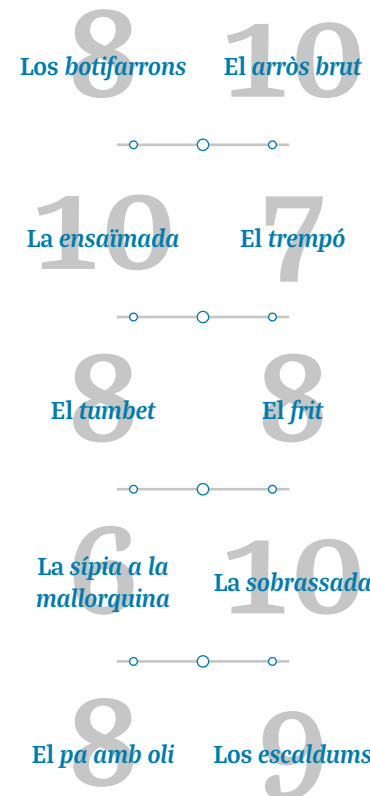 8
Los botifarrons
10
El arròs brut
10
La ensaïmada
7
El trempó
8
El tumbet
8
El frit
6
La sípia a la
mallorquina
10
La sobrassada
8
El pa amb oli
9
Los escaldums